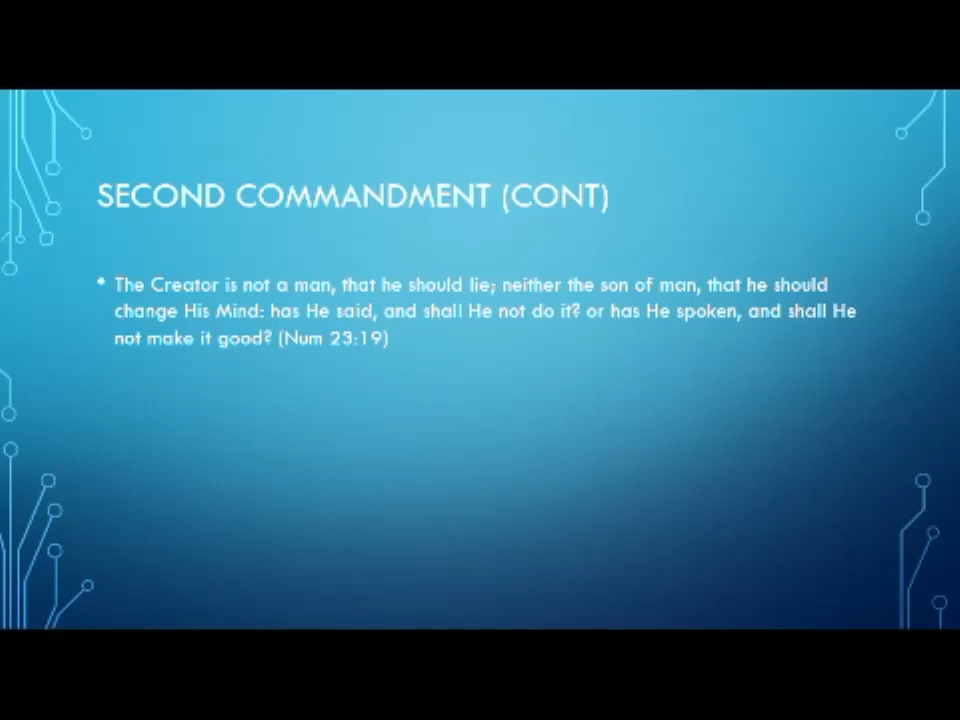 SECOND COMMANDMENT (CONT)
• The Creator is not a man, that he should lie; neither the son of man, that he should
change His Mind: has He said, and shall He not do it? or has He spoken, and shall He
not make it good? (Num 23:19)